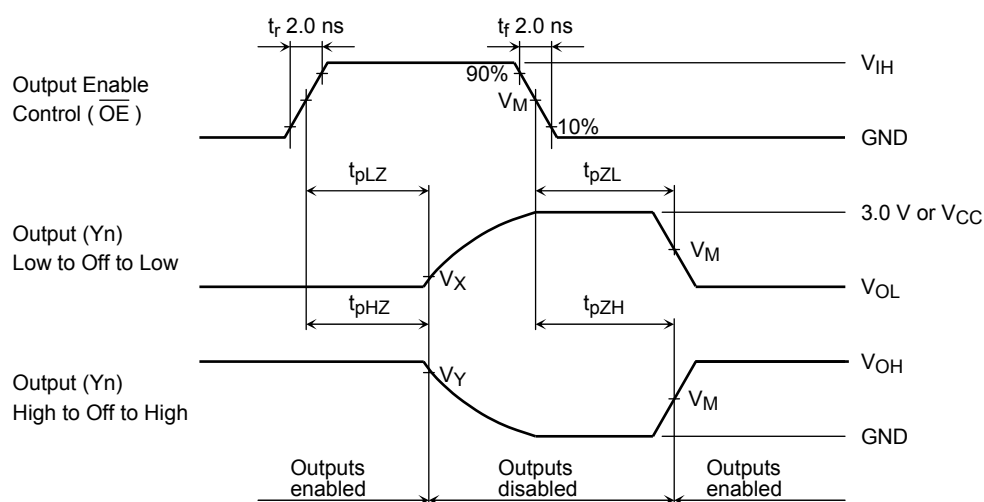 tr 2.0 ns
tf 2.0 ns
Output Enable
Control ( OE )
90%
VM
10%
VIH
GND
tpLZ
tpZL
Output (Yn)
Low to Off to Low
VX
VM
3.0 V or VCC
VOL
tpHZ
tpZH
Output (Yn)
High to Off to High
VY
VM
VOH
GND
Outputs
enabled
Outputs
disabled
Outputs
enabled